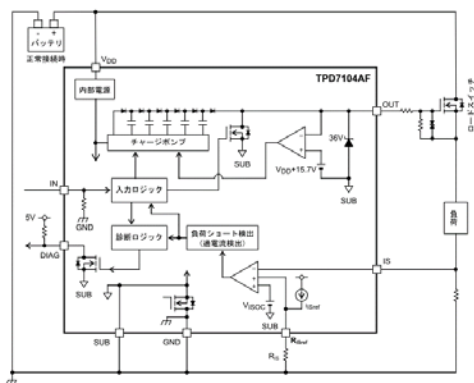 - +
バッテリ
正常接続時
VDD
TPD7104AF
内部電源
ロードスイッチ
OUT
チャージポンプ
SUB
36V
VDD+15.7V
SUB
IN
入力ロジック
GND
負荷
5V
診断ロジック
負荷ショート検出
(過電流検出)
DIAG
IS
SUB
VISOC
SUB
ISref
RISref
SUB
GND
RIS